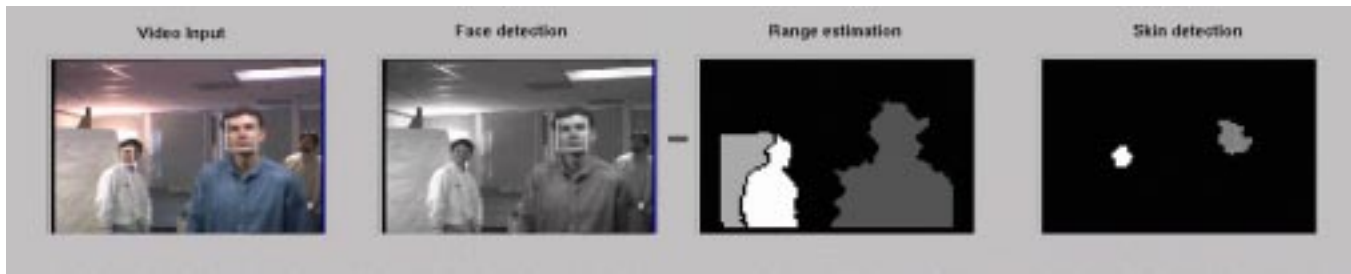 Video Input
Face detection
Range estimation
Skin detection